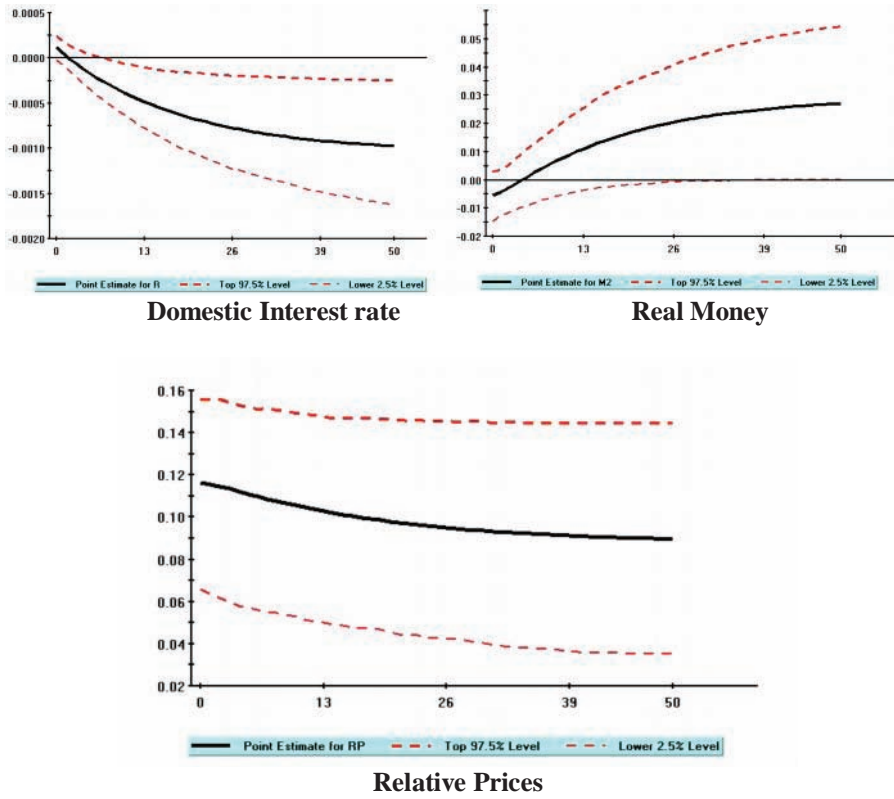 0.0005
0.0000
-0.0005
-0.0010
-0.0015
-0.0020
0 13 26 39 50
Point Estimate for R Top 97.5% Level Lower 2.5% Level
Domestic Interest rate
0.05
0.04
0.03
0.02
0.01
0.00
-0.01
-0.02
0 13 26 39 50
Point Estimate for M2 Top 97.5% Level Lower 2.5% Level
Real Money
0.16
0.14
0.12
0.10
0.08
0.06
0.04
0.02
0 13 26 39 50
Point Estimate for RP Top 97.5% Level Lower 2.5% Level
Relative Prices